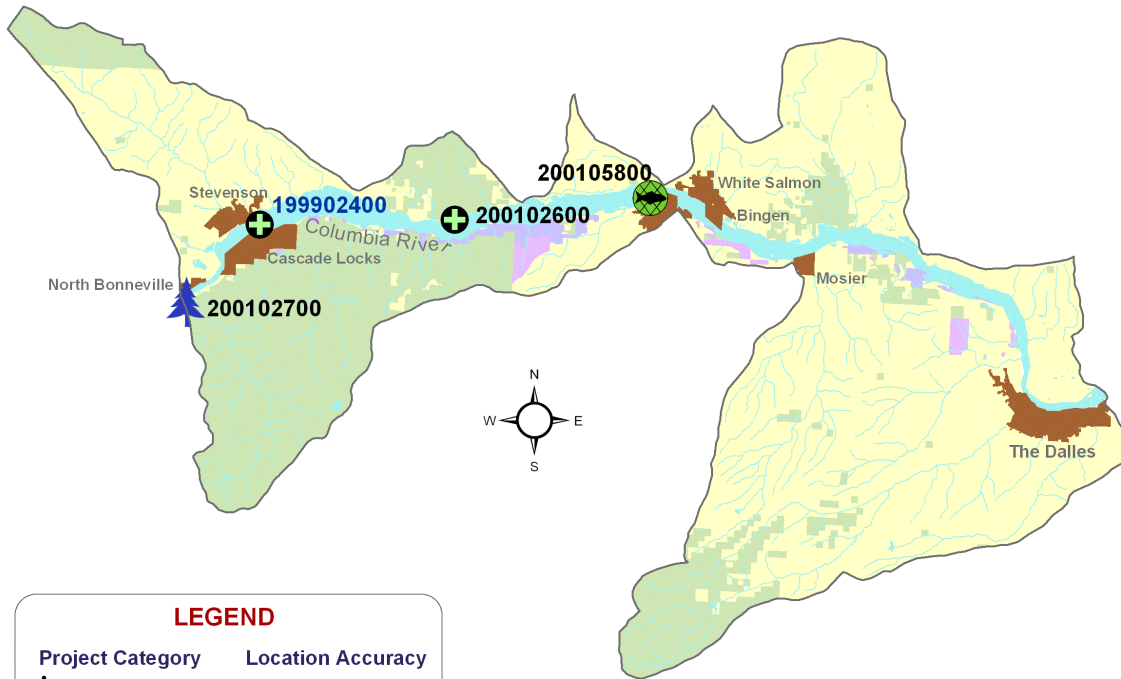 200105800
White Salmon
Stevenson
199902400
200102600
Bingen
Columbia River
Cascade Locks
North Bonneville
Mosier
200102700
N
W
E
S
The Dalles
LEGEND
Project Category
Location Accuracy